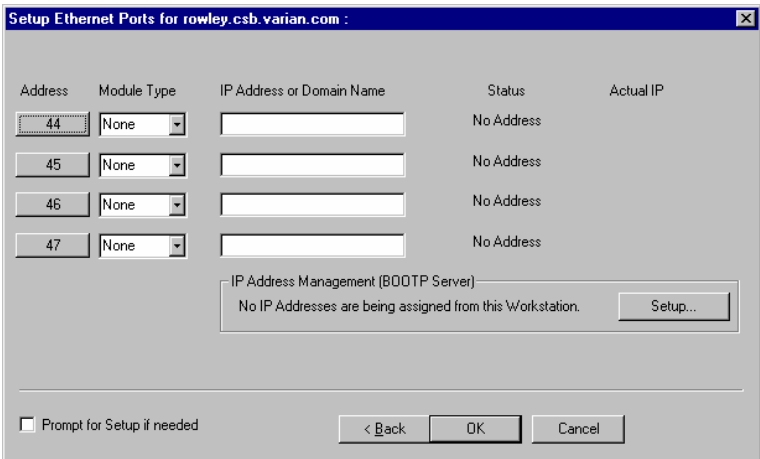 Setup Ethernet Ports for rowley.csb.varian.com :
Address Module Type IP Address or Domain Name Status Actual IP
44 None No Address
45 None No Address
46 None No Address
47 None No Address
IP Address Management (BOOTP Server)
No IP Addresses are being assigned from this Workstation. Setup...
Prompt for Setup if needed < Back OK Cancel